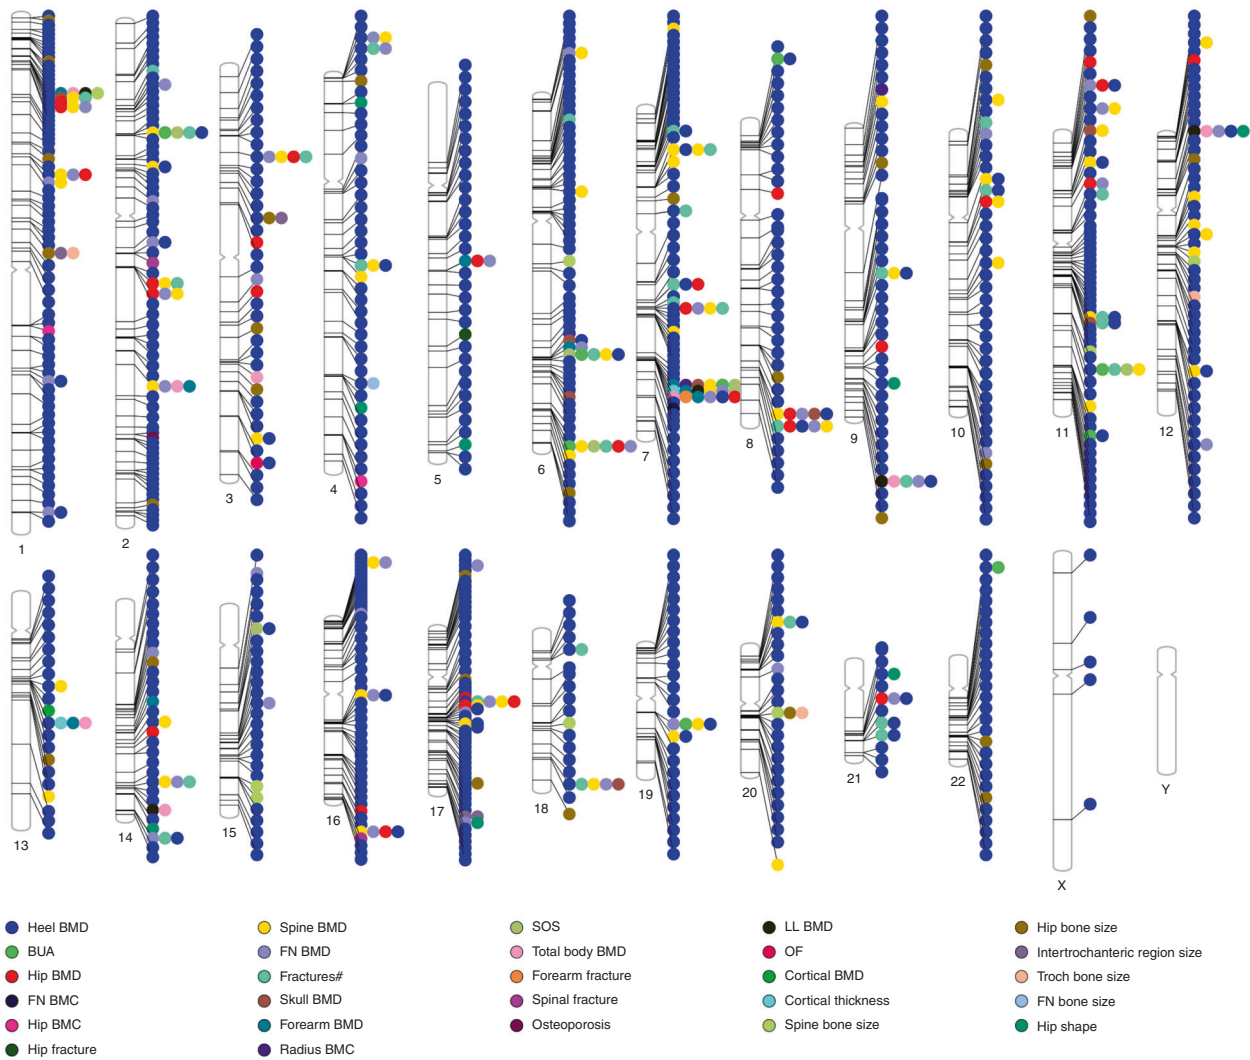 1
2
3
4
5
6
7
8
9
10
11
12
13
14
15
16
17
18
19
20
21
22
X
Y
Heel BMD
BUA
Hip BMD
FN BMC
Hip BMC
Hip fracture
Spine BMD
FN BMD
Fractures#
Skull BMD
Forearm BMD
Radius BMC
SOS
Total body BMD
Forearm fracture
Spinal fracture
Osteoporosis
LL BMD
OF
Cortical BMD
Cortical thickness
Spine bone size
Hip bone size
Intertrochanteric region size
Troch bone size
FN bone size
Hip shape